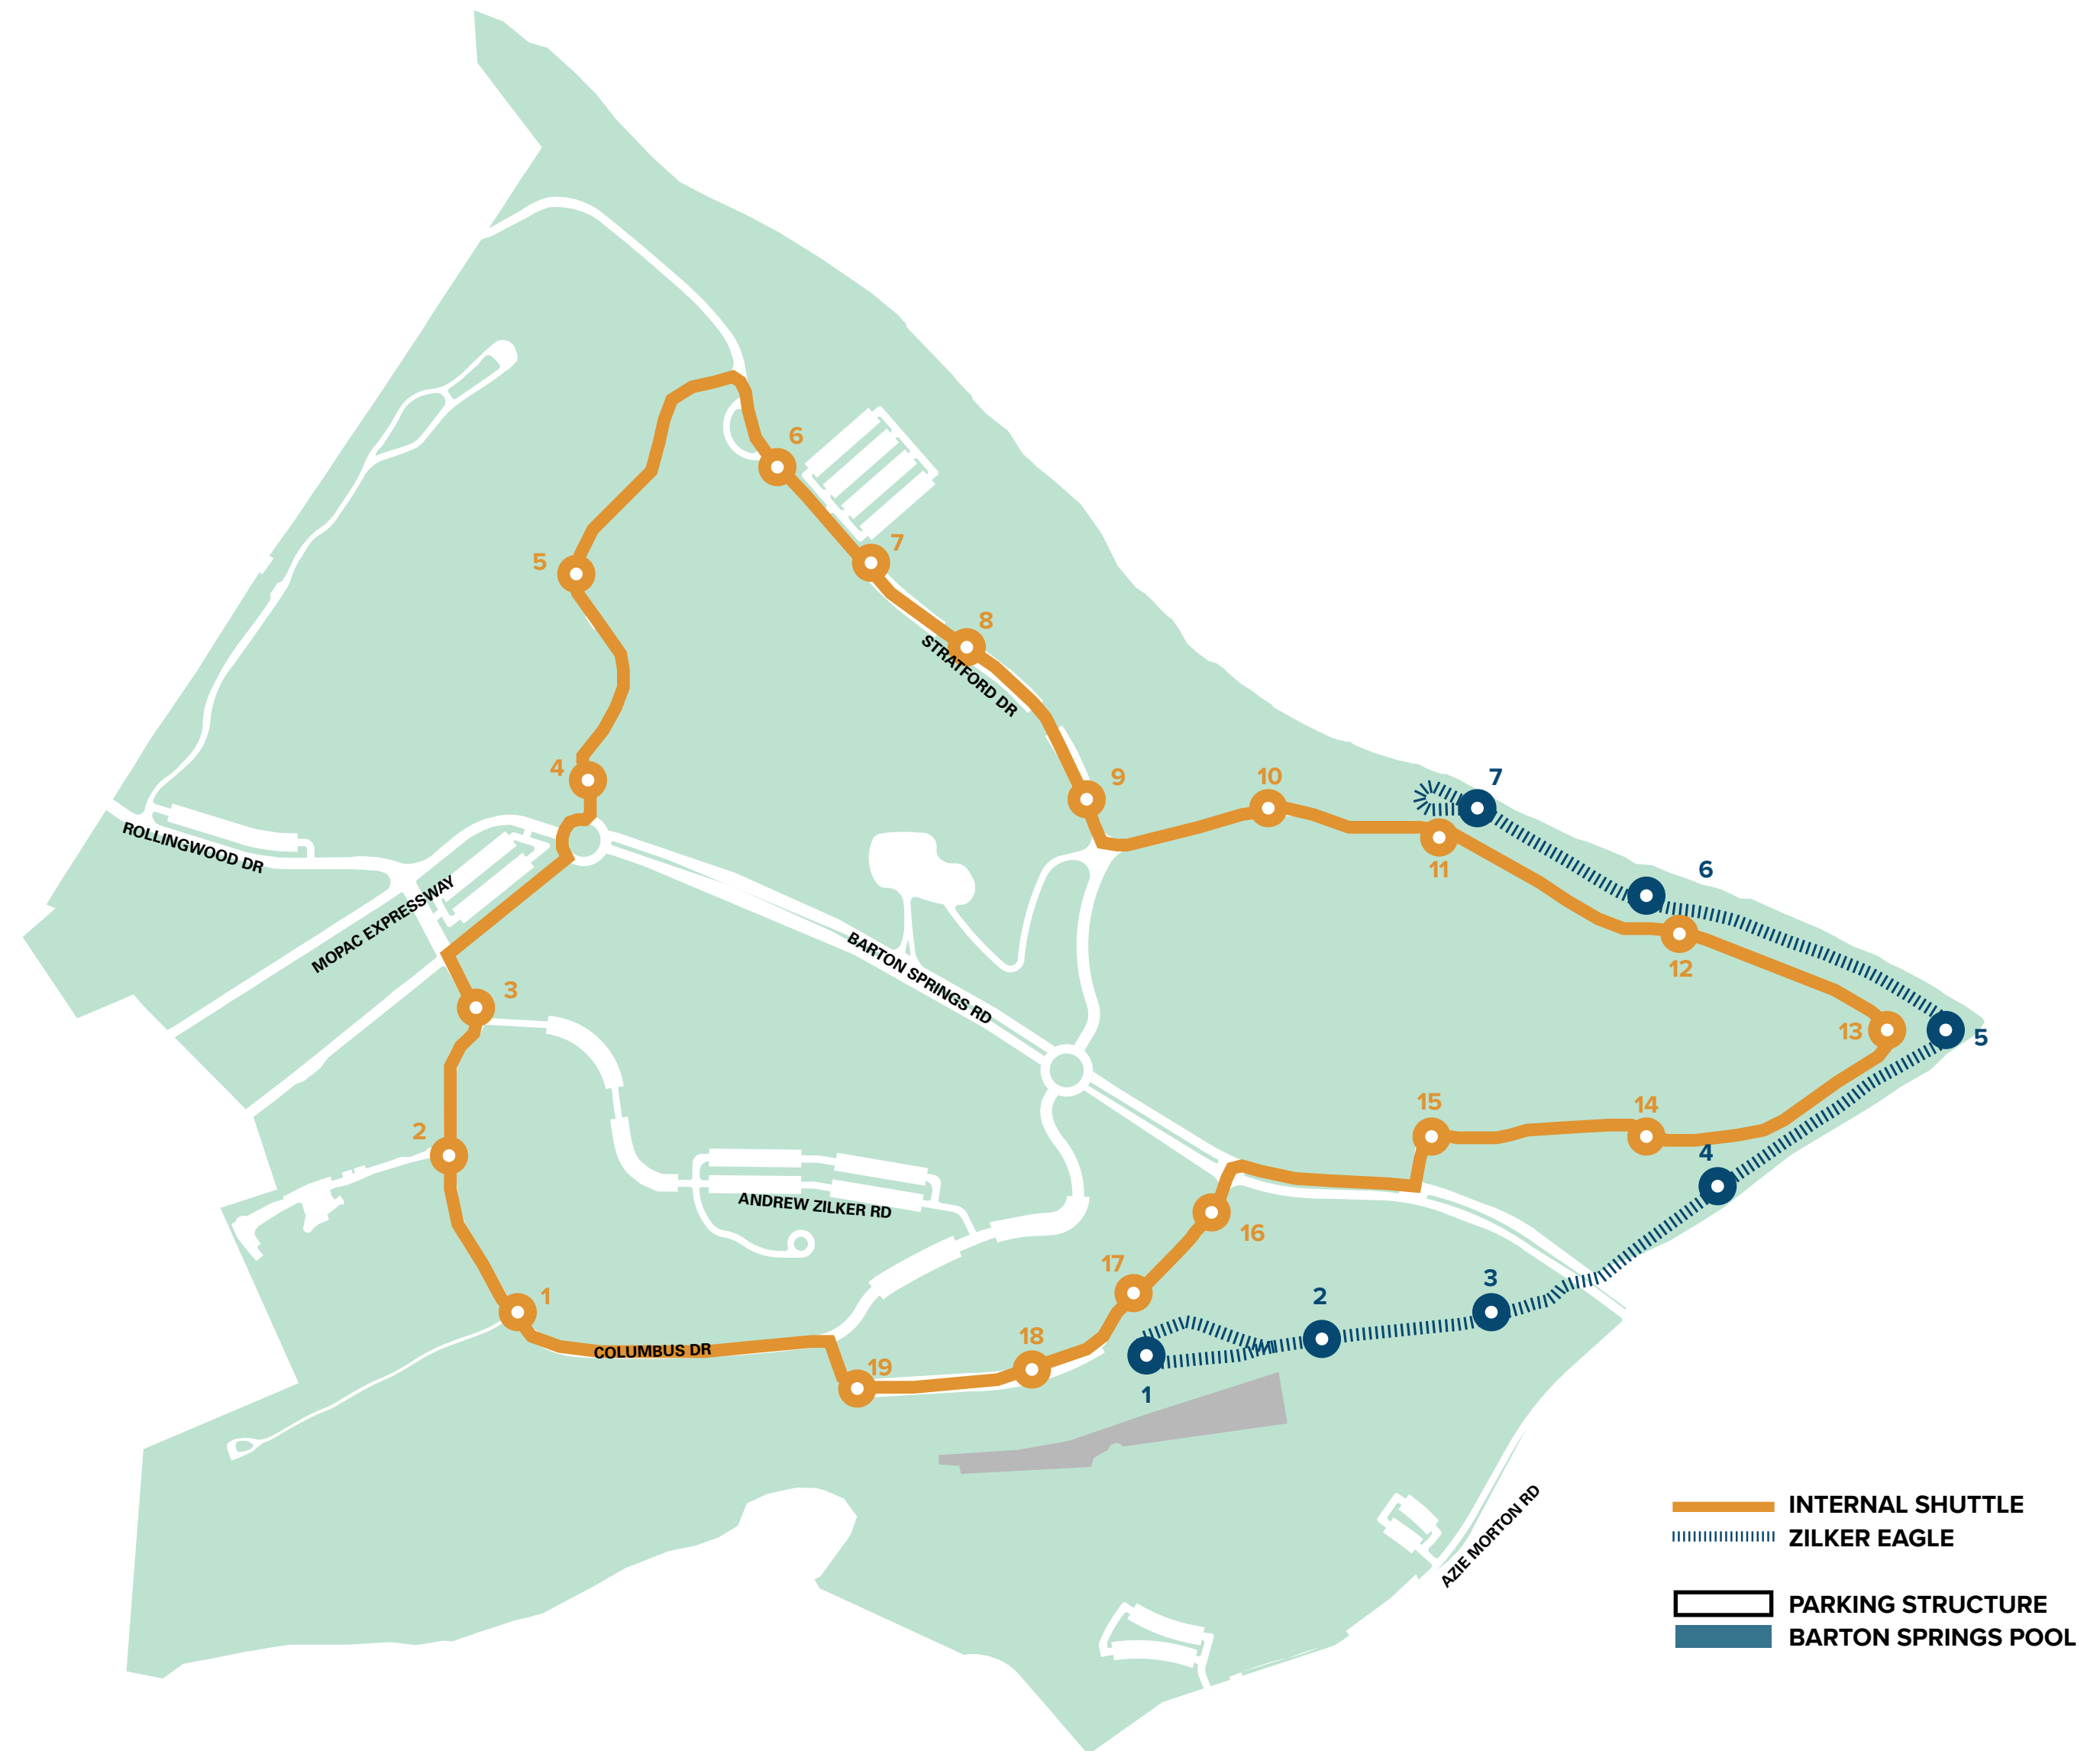 6
7
5
8
STRATFORD DR
4
9
10
7
11
ROLLINGWOOD DR
6
MOPAC EXPRESSWAY
12
BARTON SPRINGS RD
3
13
5
2
15
14
4
ANDREW ZILKER RD
16
17
3
1
2
18
COLUMBUS DR
19
1
AZIE MORTON RD
INTERNAL SHUTTLE
ZILKER EAGLE
PARKING STRUCTURE
BARTON SPRINGS POOL